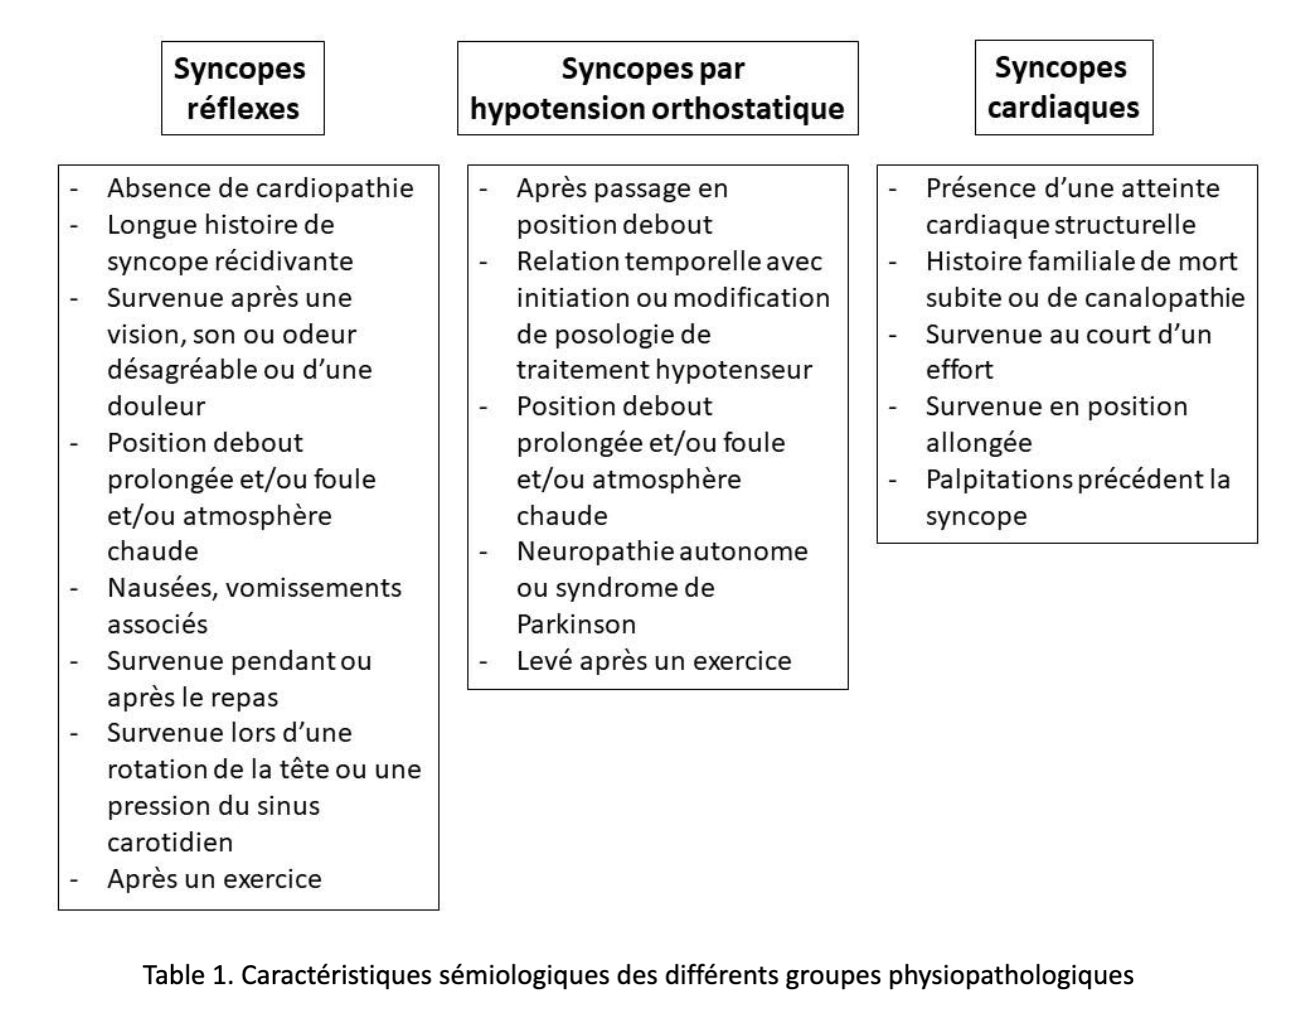 Syncopes
réflexes
- Absence de cardiopathie
- Longue histoire de
syncope récidivante
- Survenue après une
vision, son ou odeur
désagréable ou d’une
douleur
- Position debout
prolongée et/ou foule
et/ou atmosphère
chaude
- Nausées, vomissements
associés
- Survenue pendant ou
après le repas
- Survenue lors d’une
rotation de la tête ou une
pression du sinus
carotidien
- Après un exercice
Syncopes par
hypotension orthostatique
- Après passage en
position debout
- Relation temporelle avec
initiation ou modification
de posologie de
traitement hypotenseur
- Position debout
prolongée et/ou foule
et/ou atmosphère
chaude
- Neuropathie autonome
ou syndrome de
Parkinson
- Levé après un exercice
Syncopes
cardiaques
- Présence d’une atteinte
cardiaque structurelle
- Histoire familiale de mort
subite ou de canalopathie
- Survenue au court d’un
effort
- Survenue en position
allongée
- Palpitations précédent la
syncope
Table 1. Caractéristiques sémiologiques des différents groupes physiopathologiques